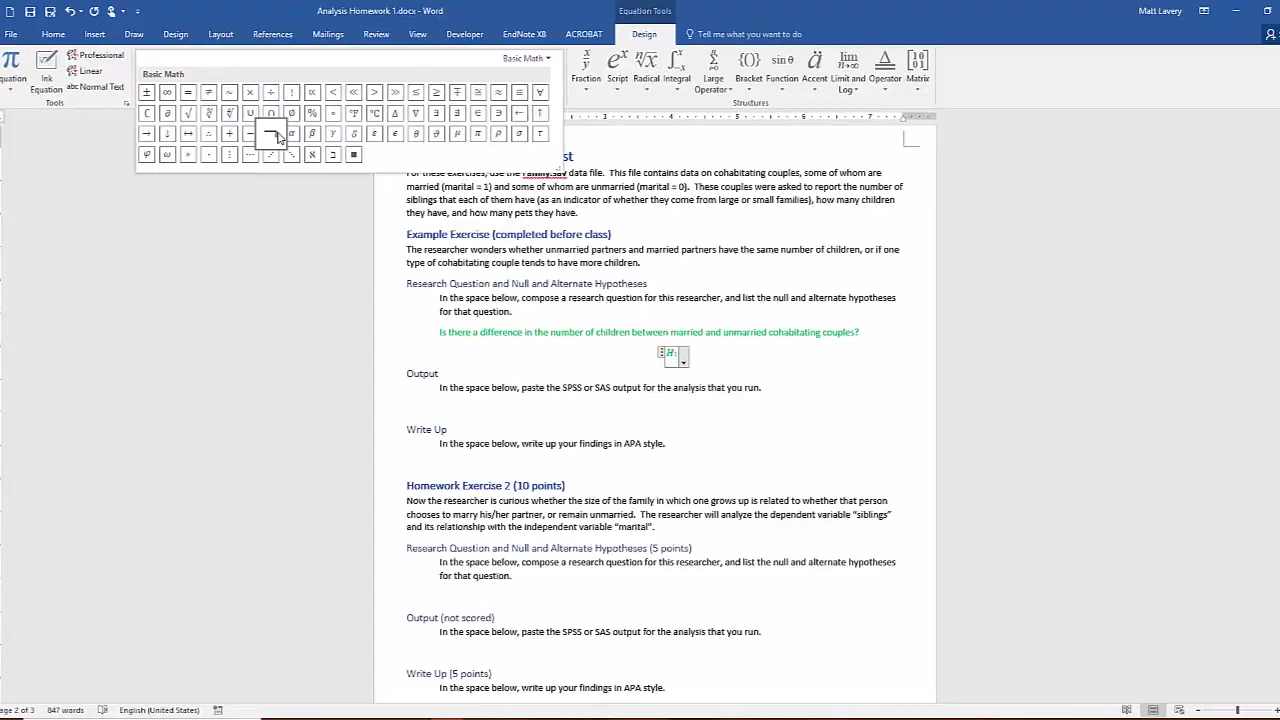 Analysis Homework 1.docx - Word
Equation Tools
Matt Lavery
File Home Insert Draw Design Layout References Mailings Review View Developer EndNote X8 ACROBAT Design Tell me what you want to do
Professional
Linear
abc Normal Text
Ink Equation
Tools
Basic Math
Basic Math
± ∞ = ≠ ~ × ÷ ! ∝ < ≪ > ≫ ≤ ≥ ∓ ≅ ≈ ≡ ∀
∁ ∂ √ ∛ ∜ ∪ ∩ ∅ % ° °F °C ∆ ∇ ∃ ∄ ∈ ∋ ← ↑
→ ↓ ↔ ∴ + − ¬ α β γ δ ε ϵ θ ϑ μ π ρ σ τ
φ ω * ∙ ⋮ ⋯ ⋰ ⋱ ℵ ℶ ∎
Fraction Script Radical Integral Large Operator Bracket Function Accent Limit and Log Operator Matrix
Structures
3 4 5 6 7
For these exercises, use the Family.sav data file. This file contains data on cohabitating couples, some of whom are
married (marital = 1) and some of whom are unmarried (marital = 0). These couples were asked to report the number of
siblings that each of them have (as an indicator of whether they come from large or small families), how many children
they have, and how many pets they have.
Example Exercise (completed before class)
The researcher wonders whether unmarried partners and married partners have the same number of children, or if one
type of cohabitating couple tends to have more children.
Research Question and Null and Alternate Hypotheses
In the space below, compose a research question for this researcher, and list the null and alternate hypotheses
for that question.
Is there a difference in the number of children between married and unmarried cohabitating couples?
H:
Output
In the space below, paste the SPSS or SAS output for the analysis that you run.
Write Up
In the space below, write up your findings in APA style.
Homework Exercise 2 (10 points)
Now the researcher is curious whether the size of the family in which one grows up is related to whether that person
chooses to marry his/her partner, or remain unmarried. The researcher will analyze the dependent variable “siblings”
and its relationship with the independent variable “marital”.
Research Question and Null and Alternate Hypotheses (5 points)
In the space below, compose a research question for this researcher, and list the null and alternate hypotheses
for that question.
Output (not scored)
In the space below, paste the SPSS or SAS output for the analysis that you run.
Write Up (5 points)
In the space below, write up your findings in APA style.
Page 2 of 3 847 words English (United States)